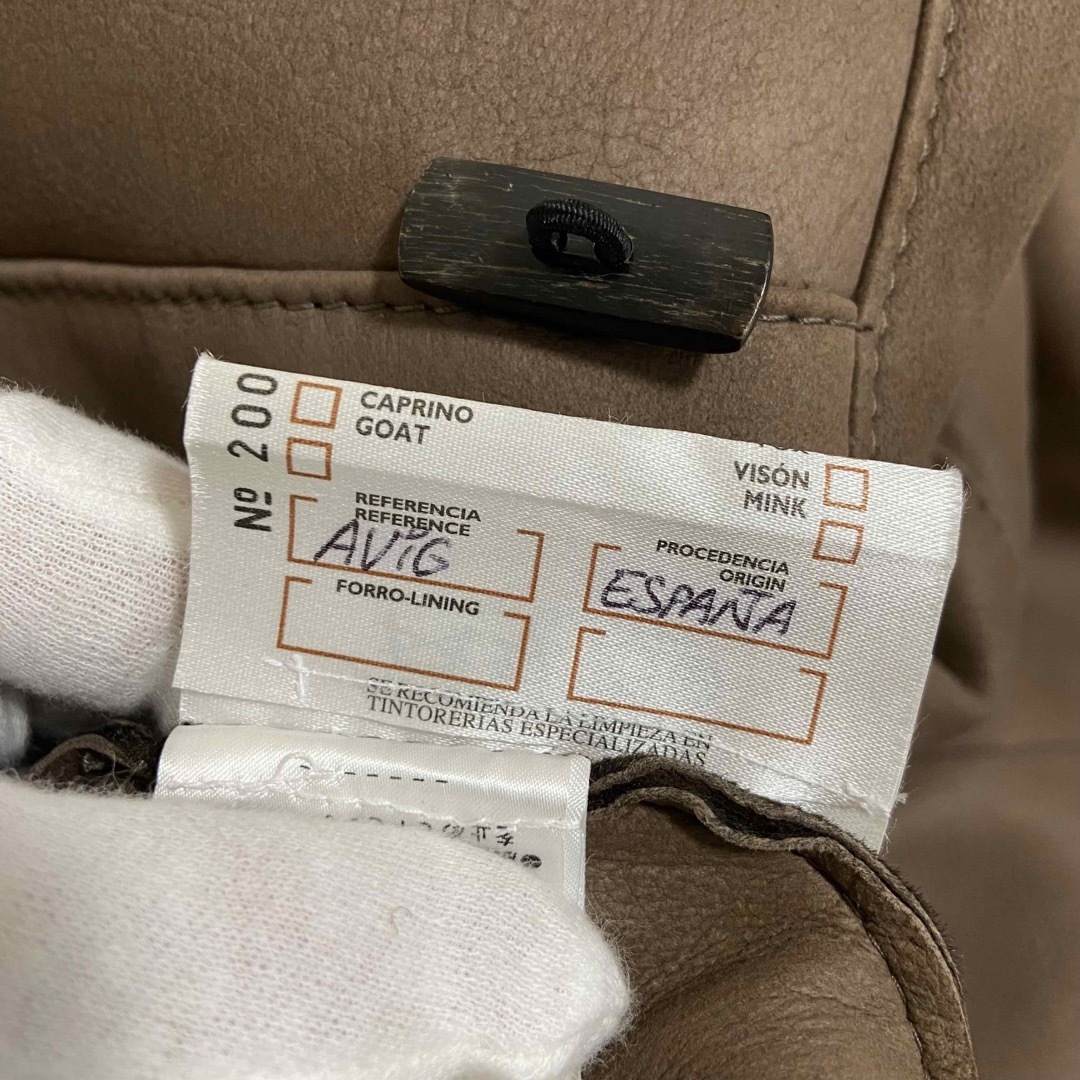 Nº 200
CAPRINO
GOAT
VISÓN
MINK
REFERENCIA
REFERENCE
AViG
PROCEDENCIA
ORIGIN
ESPAÑA
FORRO-LINING
SE RECOMIENDA LA LIMPIEZA EN
TINTORERIAS ESPECIALIZADAS